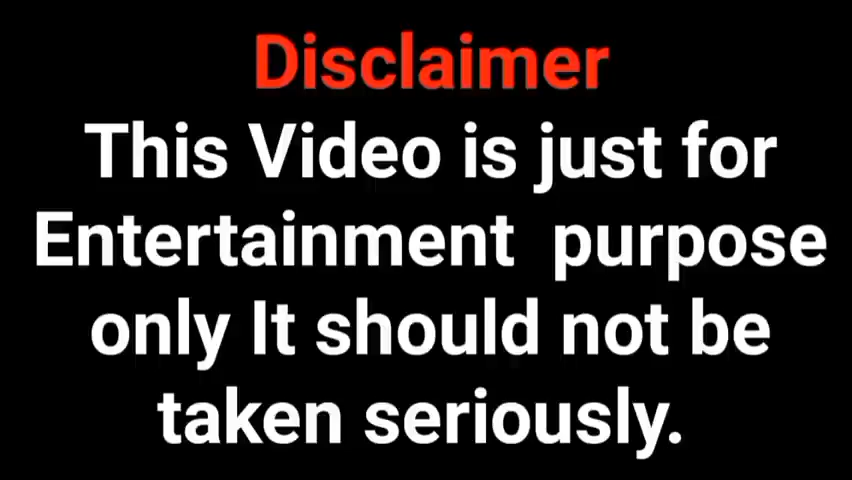 Disclaimer
This Video is just for
Entertainment  purpose
only It should not be
taken seriously.